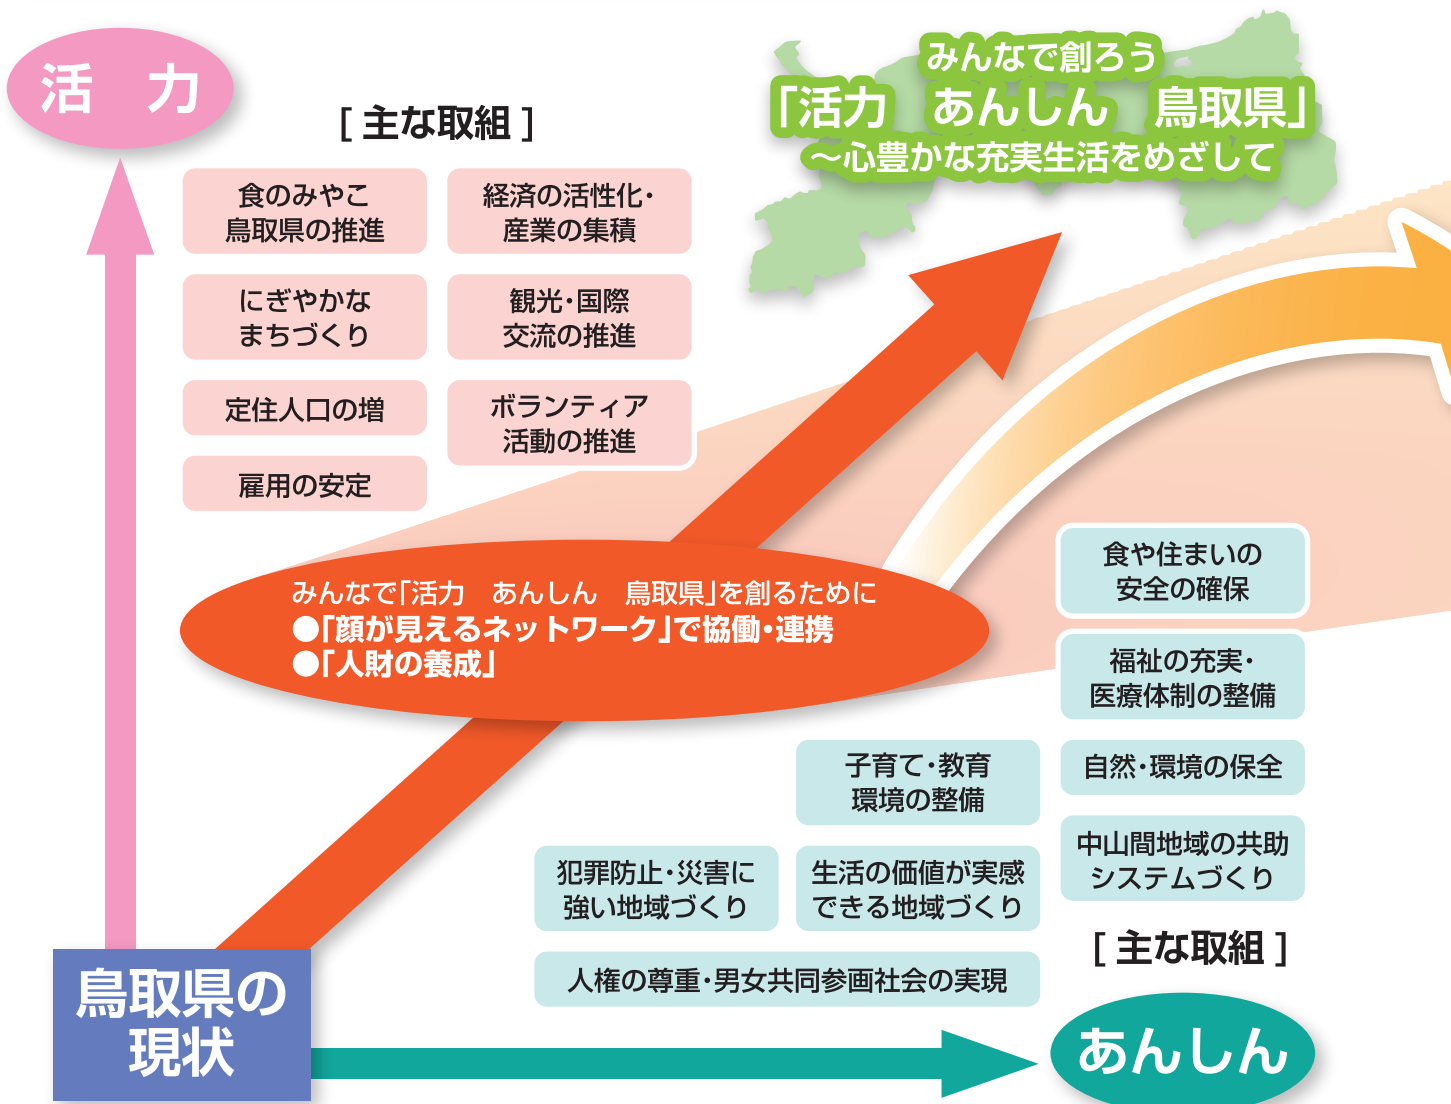 活　力
みんなで創ろう
「活力　あんしん　鳥取県」
～心豊かな充実生活をめざして
[ 主な取組 ]
食のみやこ
鳥取県の推進
経済の活性化・
産業の集積
にぎやかな
まちづくり
観光・国際
交流の推進
定住人口の増
ボランティア
活動の推進
雇用の安定
みんなで「活力　あんしん　鳥取県」を創るために
●「顔が見えるネットワーク」で協働・連携
●「人財の養成」
食や住まいの
安全の確保
福祉の充実・
医療体制の整備
子育て・教育
環境の整備
自然・環境の保全
犯罪防止・災害に
強い地域づくり
生活の価値が実感
できる地域づくり
中山間地域の共助
システムづくり
人権の尊重・男女共同参画社会の実現
[ 主な取組 ]
鳥取県の
現状
あんしん